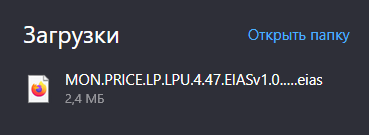 Загрузки
Открыть папку
MON.PRICE.LP.LPU.4.47.EIASv1.0.....eias
2,4 МБ